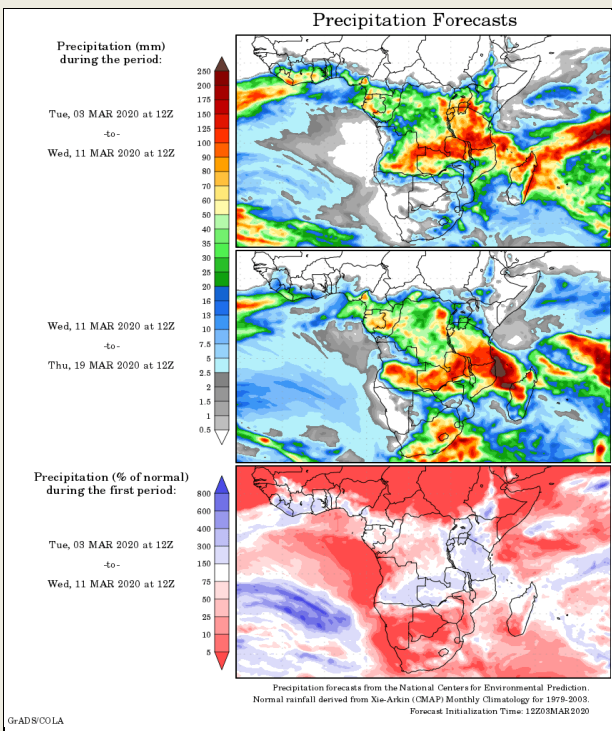 Precipitation Forecasts
Precipitation (mm)
during the period:
Tue, 03 MAR 2020 at 12Z
-to-
Wed, 11 MAR 2020 at 12Z
250
200
175
150
125
100
90
80
70
60
50
40
35
30
25
20
16
13
10
7.5
5
2.5
2
1.5
1
0.5
Wed, 11 MAR 2020 at 12Z
-to-
Thu, 19 MAR 2020 at 12Z
Precipitation (% of normal)
during the first period:
Tue, 03 MAR 2020 at 12Z
-to-
Wed, 11 MAR 2020 at 12Z
800
600
400
300
150
75
50
25
10
5
Precipitation forecasts from the National Centers for Environmental Prediction.
Normal rainfall derived from Xie-Arkin (CMAP) Monthly Climatology for 1979-2003.
Forecast Initialization Time: 12Z03MAR2020
GrADS/COLA